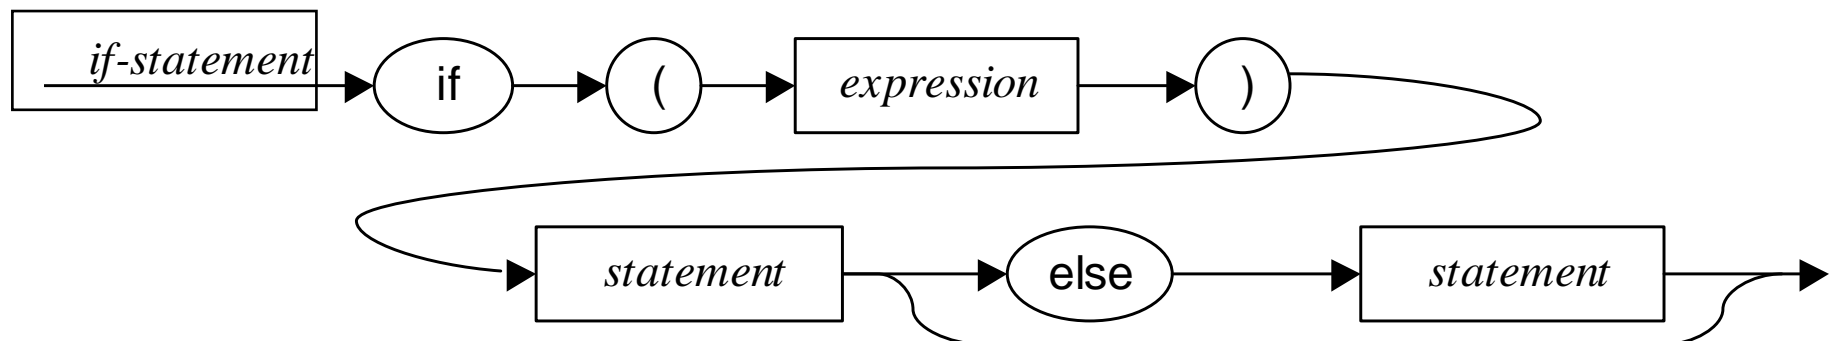 if-statement if ( expression )
statement else statement